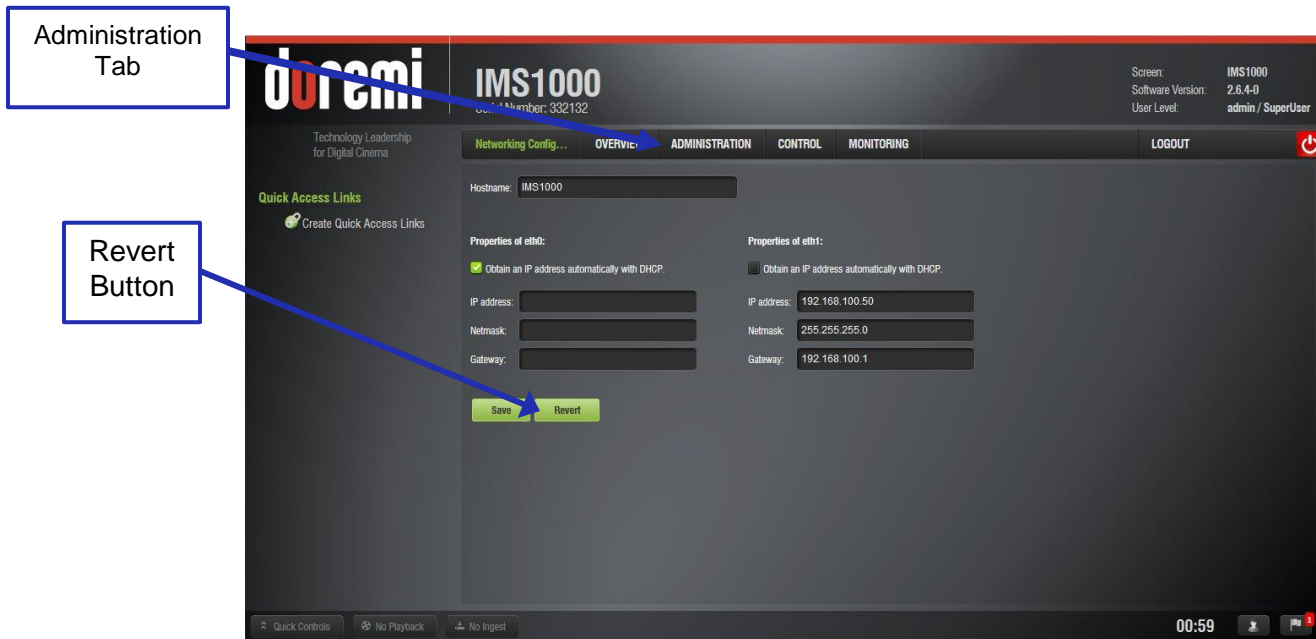 Administration
Tab
doremi
IMS1000
Serial Number: 332132
Screen: IMS1000
Software Version: 2.6.4-0
User Level: admin / SuperUser
Technology Leadership
for Digital Cinema
Networking Config... OVERVIEW ADMINISTRATION CONTROL MONITORING LOGOUT
Quick Access Links
Create Quick Access Links
Hostname: IMS1000
Revert
Button
Properties of eth0: Properties of eth1:
Obtain an IP address automatically with DHCP. Obtain an IP address automatically with DHCP.
IP address: IP address: 192.168.100.50
Netmask: Netmask: 255.255.255.0
Gateway: Gateway: 192.168.100.1
Save Revert
Quick Controls No Playback No Ingest 00:59